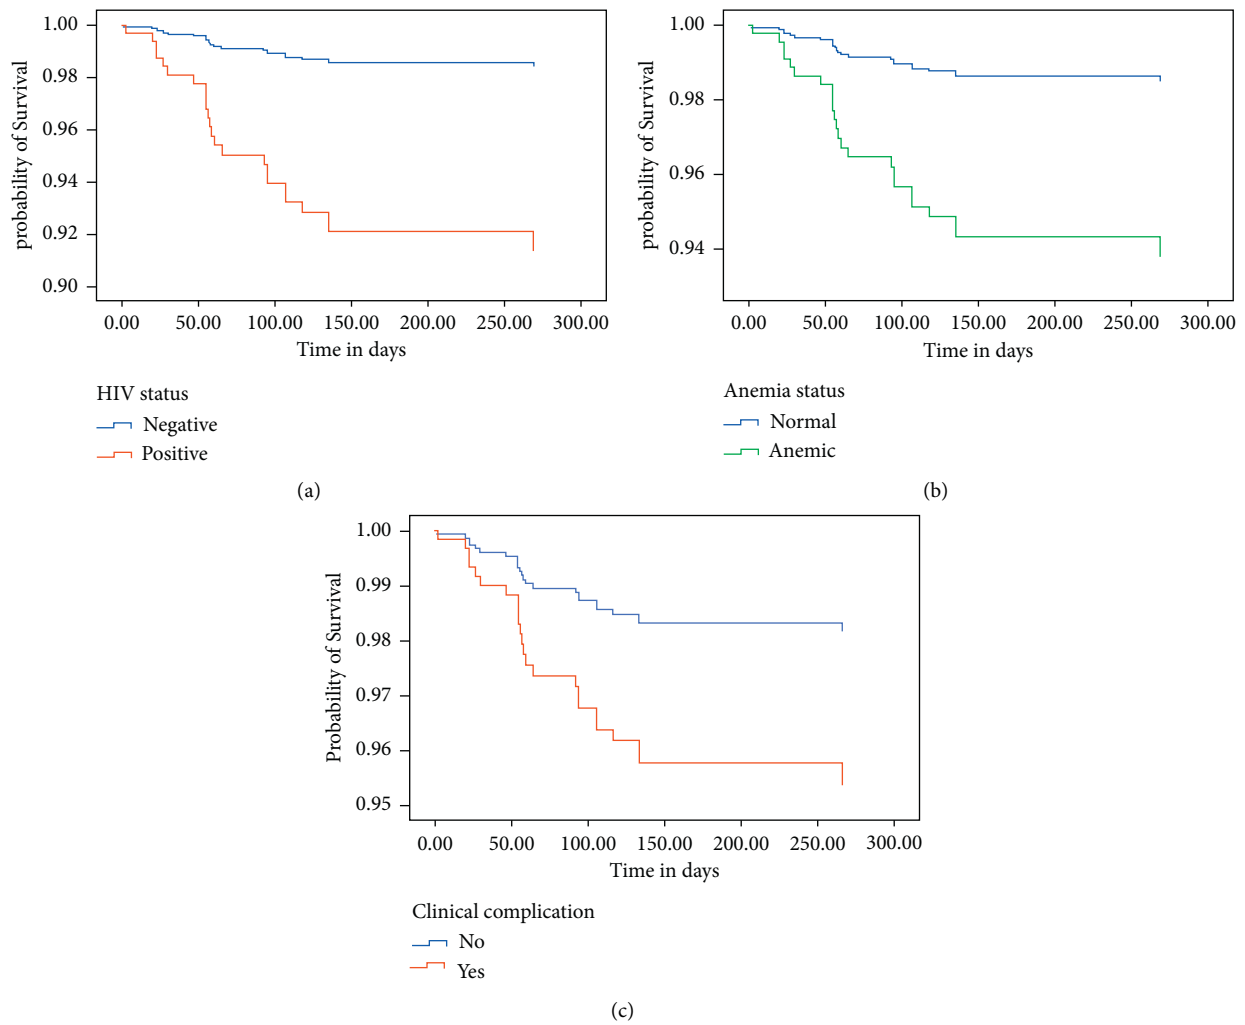 1.00
0.98
0.96
0.94
0.92
0.90
probability of Survival
0.00 50.00 100.00 150.00 200.00 250.00 300.00
Time in days
HIV status
Negative
Positive
(a)
1.00
0.98
0.96
0.94
probability of Survival
0.00 50.00 100.00 150.00 200.00 250.00 300.00
Time in days
Anemia status
Normal
Anemic
(b)
1.00
0.99
0.98
0.97
0.96
0.95
Probability of Survival
0.00 50.00 100.00 150.00 200.00 250.00 300.00
Time in days
Clinical complication
No
Yes
(c)